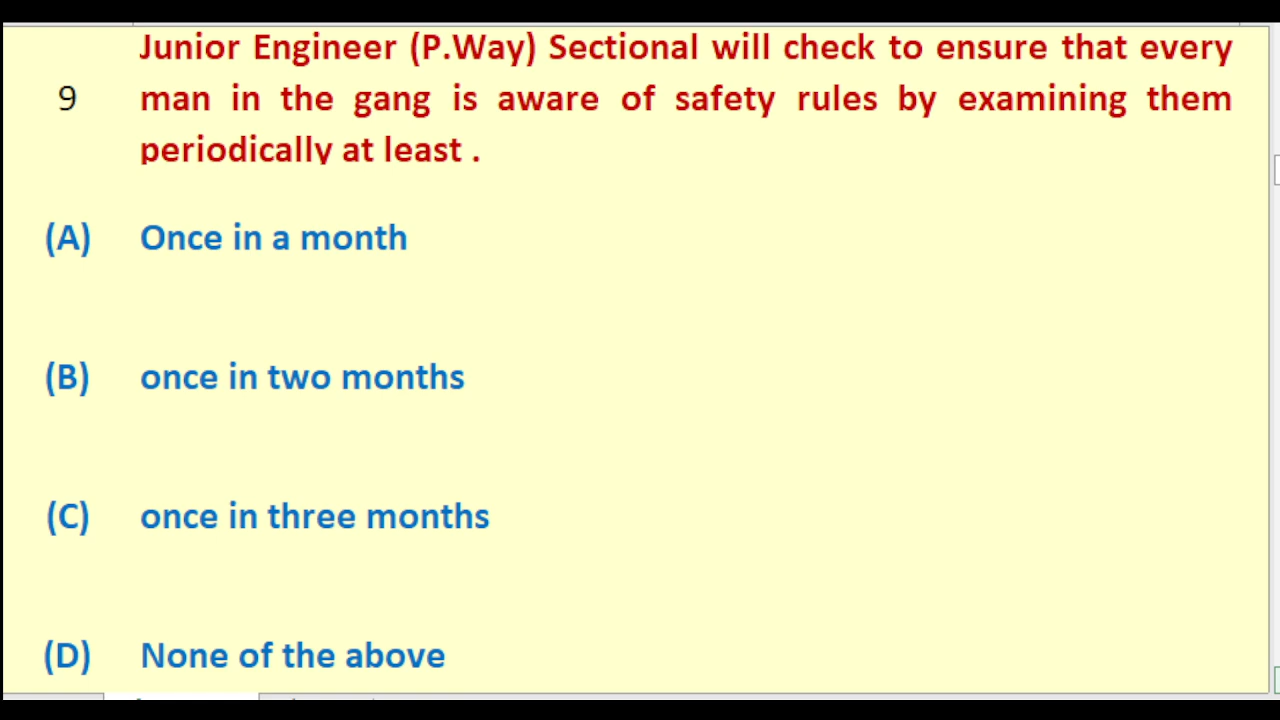 Junior Engineer (P.Way) Sectional will check to ensure that every
9 man in the gang is aware of safety rules by examining them
periodically at least .
(A) Once in a month
(B) once in two months
(C) once in three months
(D) None of the above